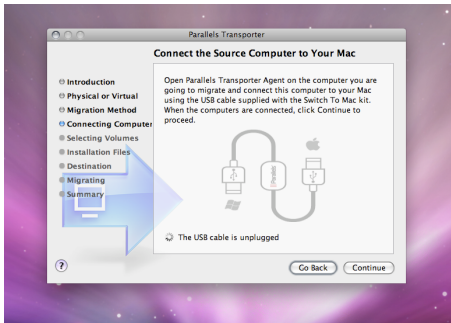 Parallels Transporter
Connect the Source Computer to Your Mac
Introduction
Physical or Virtual
Migration Method
Connecting Computer
Selecting Volumes
Installation Files
Destination
Migrating
Summary
Open Parallels Transporter Agent on the computer you are
going to migrate and connect this computer to your Mac
using the USB cable supplied with the Switch To Mac kit.
When the computers are connected, click Continue to
proceed.
Parallels
The USB cable is unplugged
?
Go Back
Continue